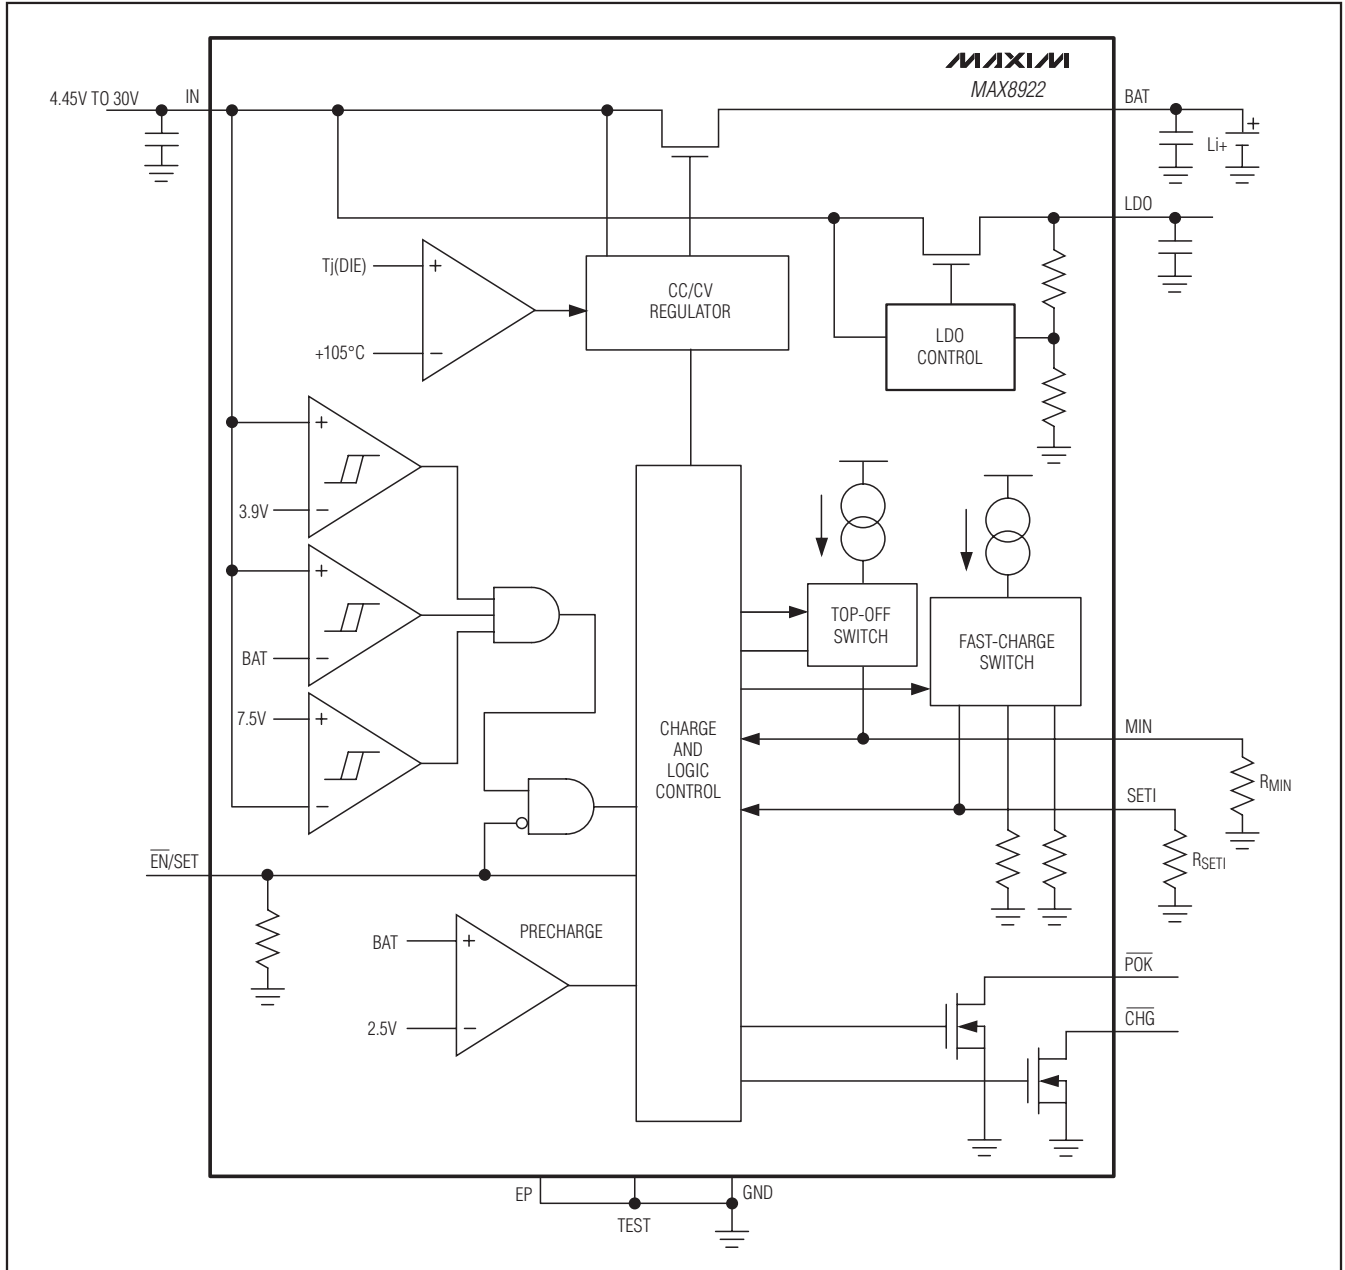 MAXIM
MAX8922
4.45V TO 30V
IN
BAT
+
Li+
LDO
Tj(DIE)
+
+105°C
−
CC/CV
REGULATOR
LDO
CONTROL
+
3.9V
−
+
BAT
−
7.5V
+
−
TOP-OFF
SWITCH
FAST-CHARGE
SWITCH
CHARGE
AND
LOGIC
CONTROL
MIN
RMIN
SETI
RSETI
EN/SET
PRECHARGE
BAT
+
2.5V
−
POK
CHG
EP
TEST
GND